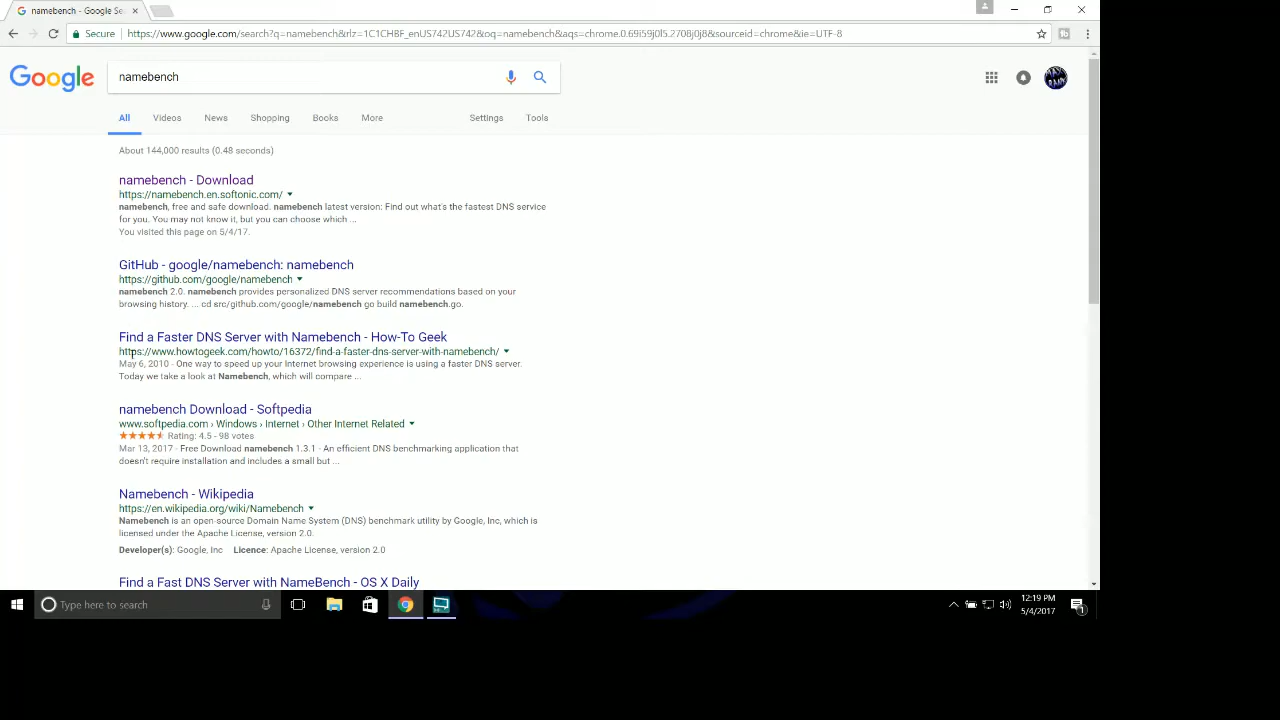 namebench - Google Se
Secure
https://www.google.com/search?q=namebench&rlz=1C1CHBF_enUS742US742&oq=namebench&aqs=chrome.0.69i59j0l5.2708j0j8&sourceid=chrome&ie=UTF-8
Google
namebench
All Videos News Shopping Books More Settings Tools
About 144,000 results (0.48 seconds)
namebench - Download
https://namebench.en.softonic.com/
namebench, free and safe download. namebench latest version: Find out what's the fastest DNS service
for you. You may not know it, but you can choose which ...
You visited this page on 5/4/17.
GitHub - google/namebench: namebench
https://github.com/google/namebench
namebench 2.0. namebench provides personalized DNS server recommendations based on your
browsing history. ... cd src/github.com/google/namebench go build namebench.go.
Find a Faster DNS Server with Namebench - How-To Geek
https://www.howtogeek.com/howto/16372/find-a-faster-dns-server-with-namebench/
May 6, 2010 - One way to speed up your Internet browsing experience is using a faster DNS server.
Today we take a look at Namebench, which will compare ...
namebench Download - Softpedia
www.softpedia.com › Windows › Internet › Other Internet Related
Rating: 4.5 - 98 votes
Mar 13, 2017 - Free Download namebench 1.3.1 - An efficient DNS benchmarking application that
doesn't require installation and includes a small but ...
Namebench - Wikipedia
https://en.wikipedia.org/wiki/Namebench
Namebench is an open-source Domain Name System (DNS) benchmark utility by Google, Inc, which is
licensed under the Apache License, version 2.0.
Developer(s): Google, Inc Licence: Apache License, version 2.0
Find a Fast DNS Server with NameBench - OS X Daily
Type here to search
12:19 PM
5/4/2017
1